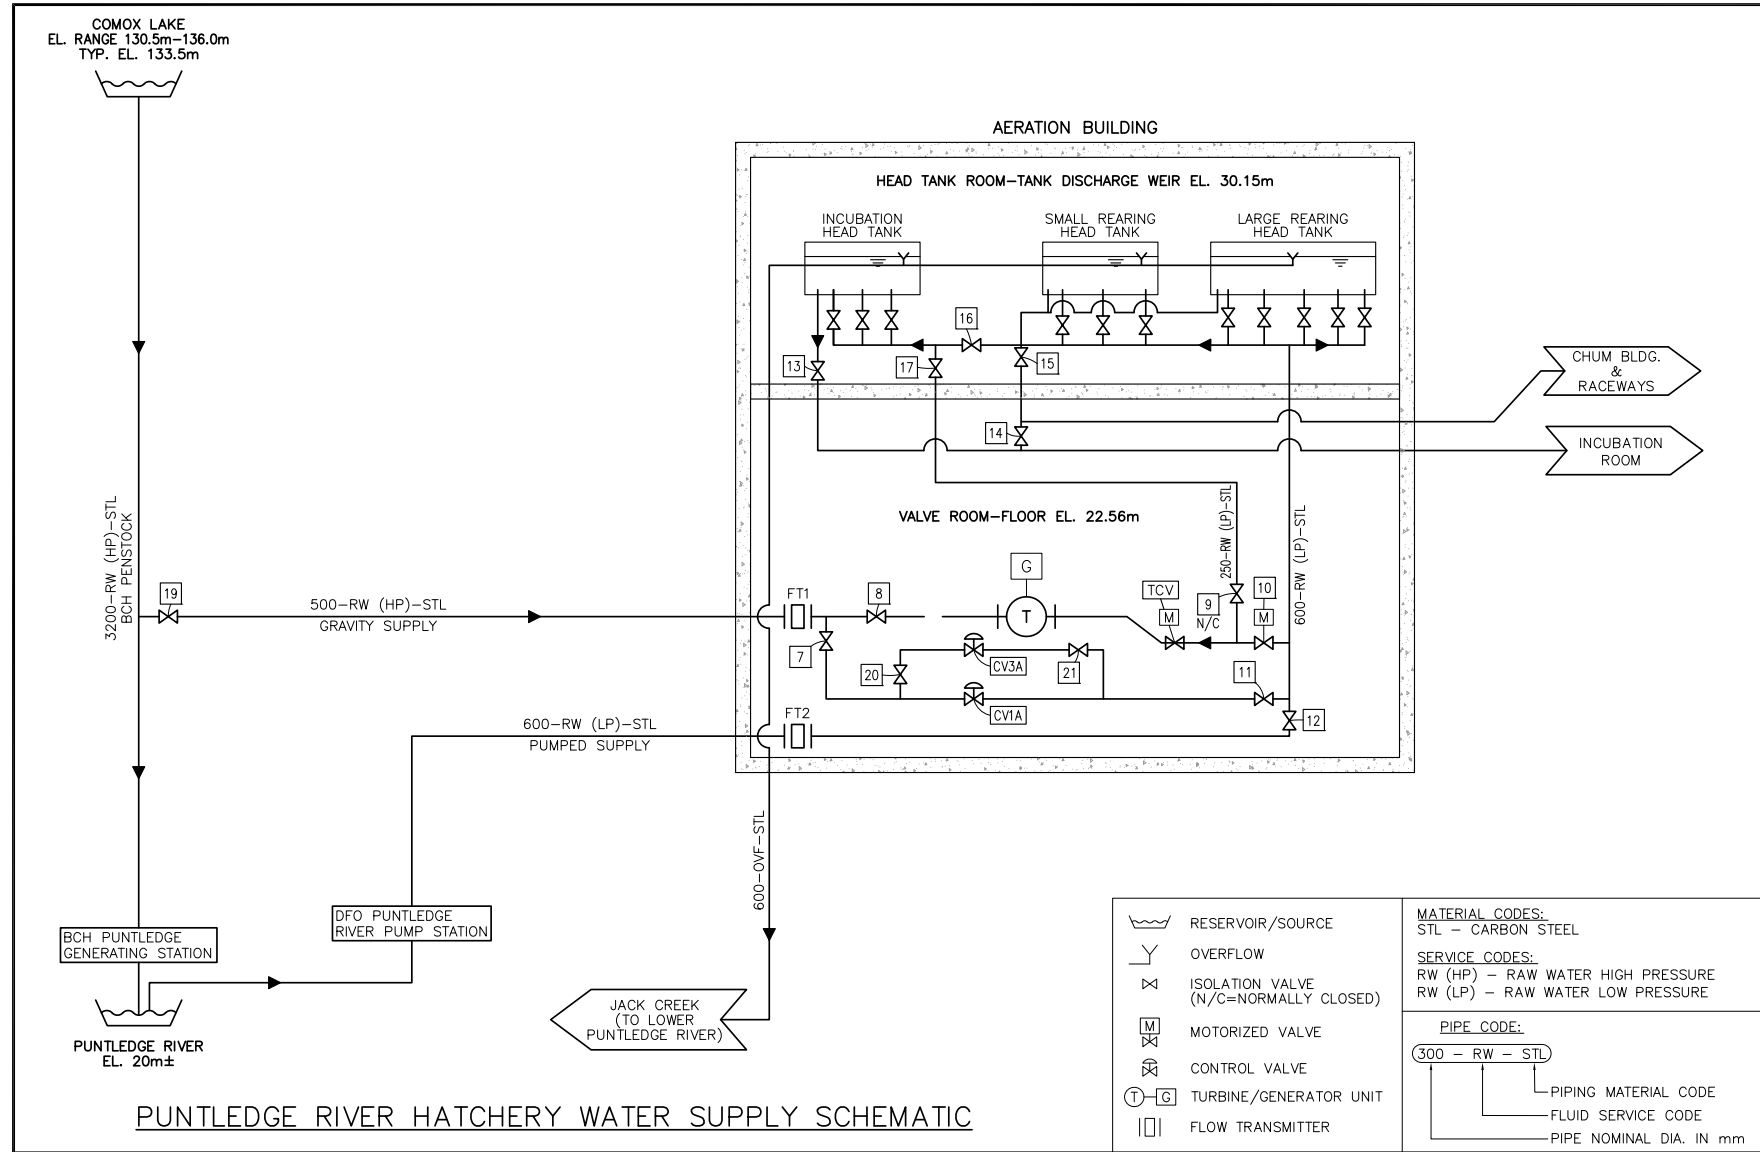 COMOX LAKE
EL. RANGE 130.5m-136.0m
TYP. EL. 133.5m
AERATION BUILDING
HEAD TANK ROOM-TANK DISCHARGE WEIR EL. 30.15m
INCUBATION
HEAD TANK
SMALL REARING
HEAD TANK
LARGE REARING
HEAD TANK
16
13
17
15
14
CHUM BLDG.
&
RACEWAYS
INCUBATION
ROOM
VALVE ROOM-FLOOR EL. 22.56m
3200-RW (HP)-STL
BCH PENSTOCK
250-RW (LP)-STL
600-RW (LP)-STL
19
500-RW (HP)-STL
GRAVITY SUPPLY
FT1
8
G
T
TCV
M
9
N/C
10
M
7
20
CV3A
21
11
CV1A
12
600-RW (LP)-STL
PUMPED SUPPLY
FT2
600-OVF-STL
DFO PUNTLEDGE
RIVER PUMP STATION
BCH PUNTLEDGE
GENERATING STATION
PUNTLEDGE RIVER
EL. 20m±
JACK CREEK
(TO LOWER
PUNTLEDGE RIVER)
PUNTLEDGE RIVER HATCHERY WATER SUPPLY SCHEMATIC
RESERVOIR/SOURCE
OVERFLOW
ISOLATION VALVE
(N/C=NORMALLY CLOSED)
M
MOTORIZED VALVE
CONTROL VALVE
T G TURBINE/GENERATOR UNIT
FLOW TRANSMITTER
MATERIAL CODES:
STL - CARBON STEEL
SERVICE CODES:
RW (HP) - RAW WATER HIGH PRESSURE
RW (LP) - RAW WATER LOW PRESSURE
PIPE CODE:
300 - RW - STL
PIPING MATERIAL CODE
FLUID SERVICE CODE
PIPE NOMINAL DIA. IN mm